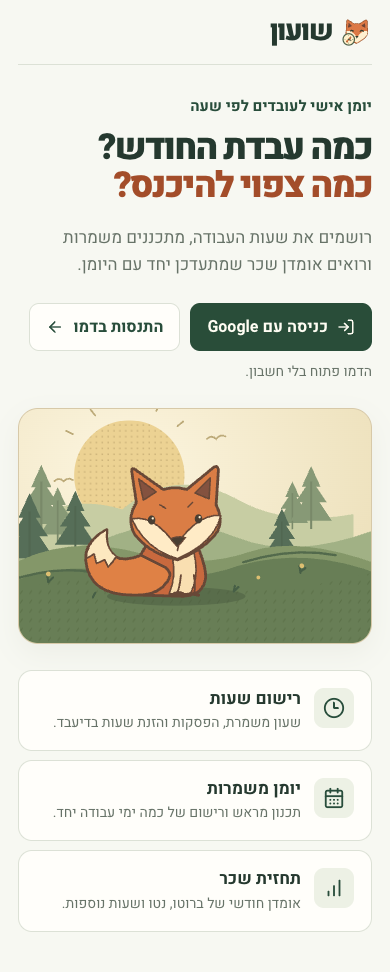 שועון
יומן אישי לעובדים לפי שעה
כמה עבדת החודש?
כמה צפוי להיכנס?
רושמים את שעות העבודה, מתכננים משמרות
ורואים אומדן שכר שמתעדכן יחד עם היומן.
כניסה עם Google
התנסות בדמו
הדמו פתוח בלי חשבון.
רישום שעות
שעון משמרת, הפסקות והזנת שעות בדיעבד.
יומן משמרות
תכנון מראש ורישום של כמה ימי עבודה יחד.
תחזית שכר
אומדן חודשי של ברוטו, נטו ושעות נוספות.